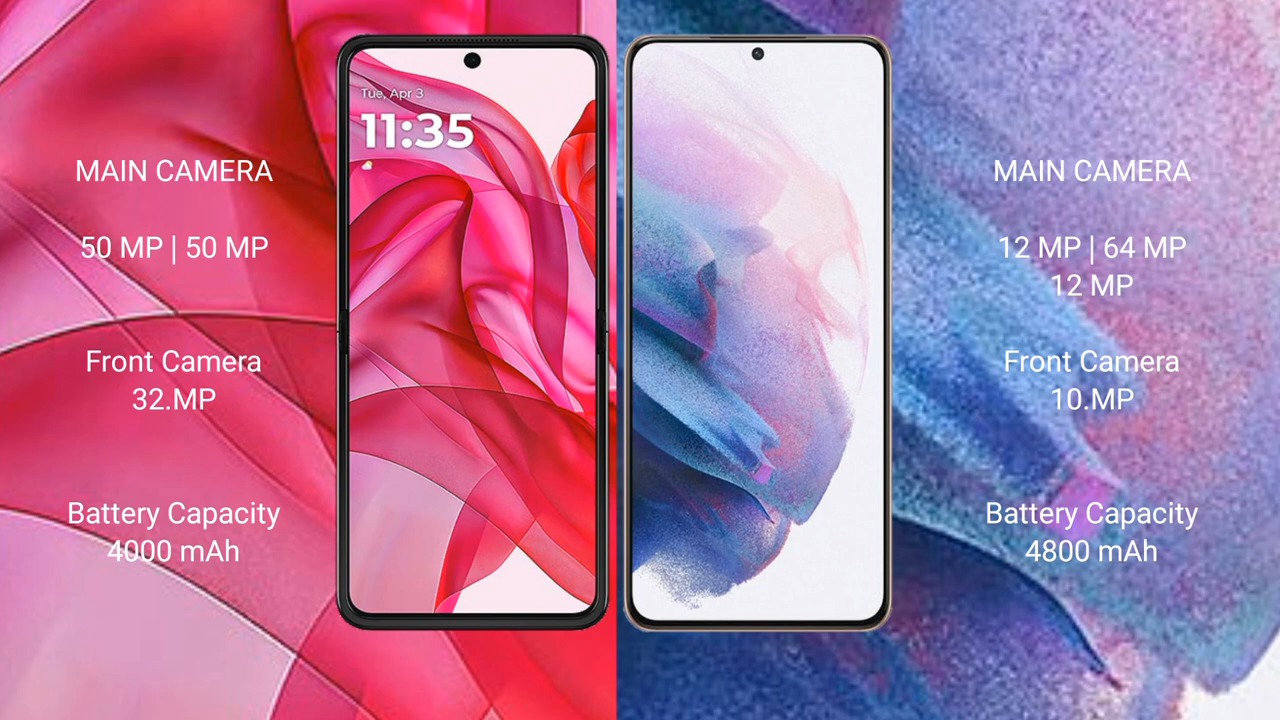 MAIN CAMERA
50 MP | 50 MP
Front Camera
32.MP
Battery Capacity
4000 mAh
Tue, Apr 3
11:35
MAIN CAMERA
12 MP | 64 MP
12 MP
Front Camera
10.MP
Battery Capacity
4800 mAh